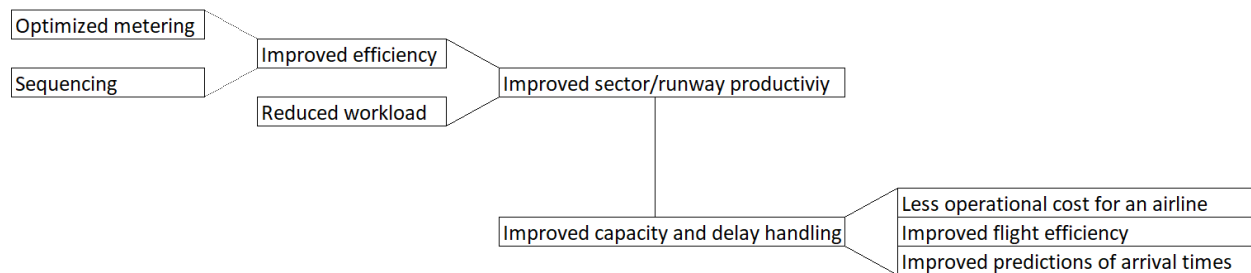 Optimized metering
Improved efficiency
Sequencing
Improved sector/runway productiviy
Reduced workload
Less operational cost for an airline
Improved capacity and delay handling
Improved flight efficiency
Improved predictions of arrival times